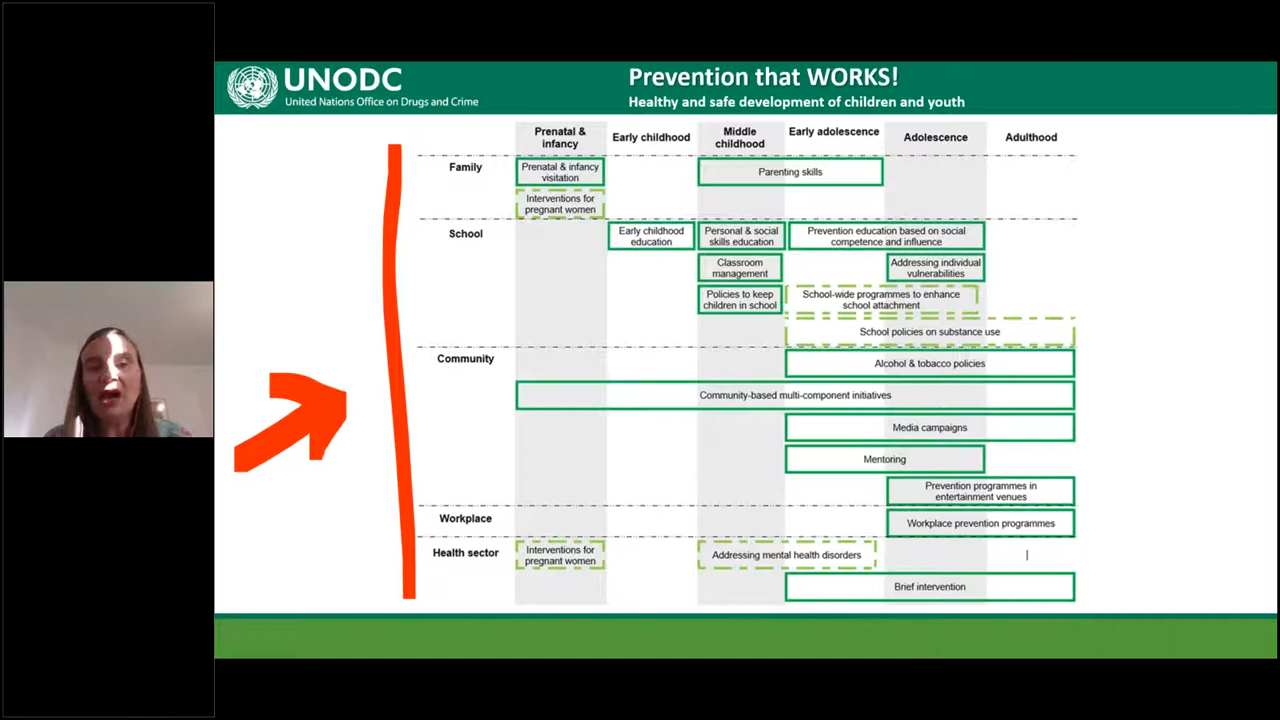 UNODC
United Nations Office on Drugs and Crime
Prevention that WORKS!
Healthy and safe development of children and youth
Prenatal &
infancy
Early childhood
Middle
childhood
Early adolescence
Adolescence
Adulthood
Family
Prenatal & infancy
visitation
Parenting skills
Interventions for
pregnant women
School
Early childhood
education
Personal & social
skills education
Prevention education based on social
competence and influence
Classroom
management
Addressing individual
vulnerabilities
Policies to keep
children in school
School-wide programmes to enhance
school attachment
School policies on substance use
Community
Alcohol & tobacco policies
Community-based multi-component initiatives
Media campaigns
Mentoring
Prevention programmes in
entertainment venues
Workplace
Workplace prevention programmes
Health sector
Interventions for
pregnant women
Addressing mental health disorders
Brief intervention